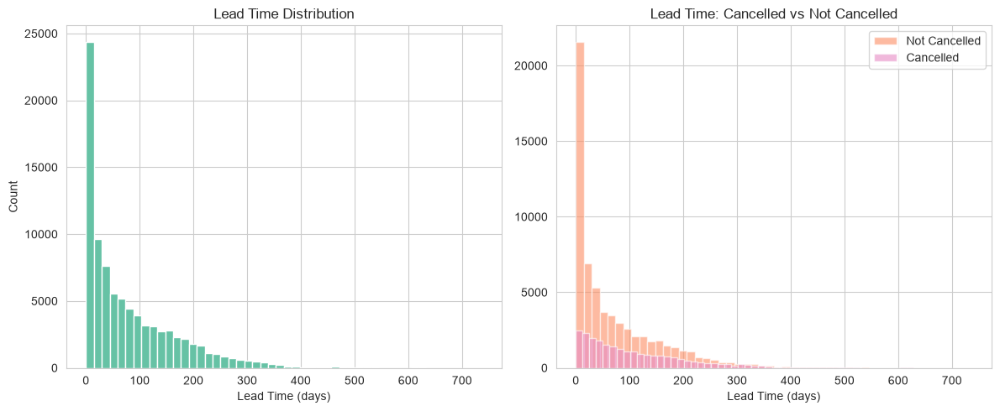 Lead Time Distribution
25000
20000
15000
10000
5000
0
Count
0 100 200 300 400 500 600 700
Lead Time (days)
Lead Time: Cancelled vs Not Cancelled
Not Cancelled
Cancelled
20000
15000
10000
5000
0
0 100 200 300 400 500 600 700
Lead Time (days)